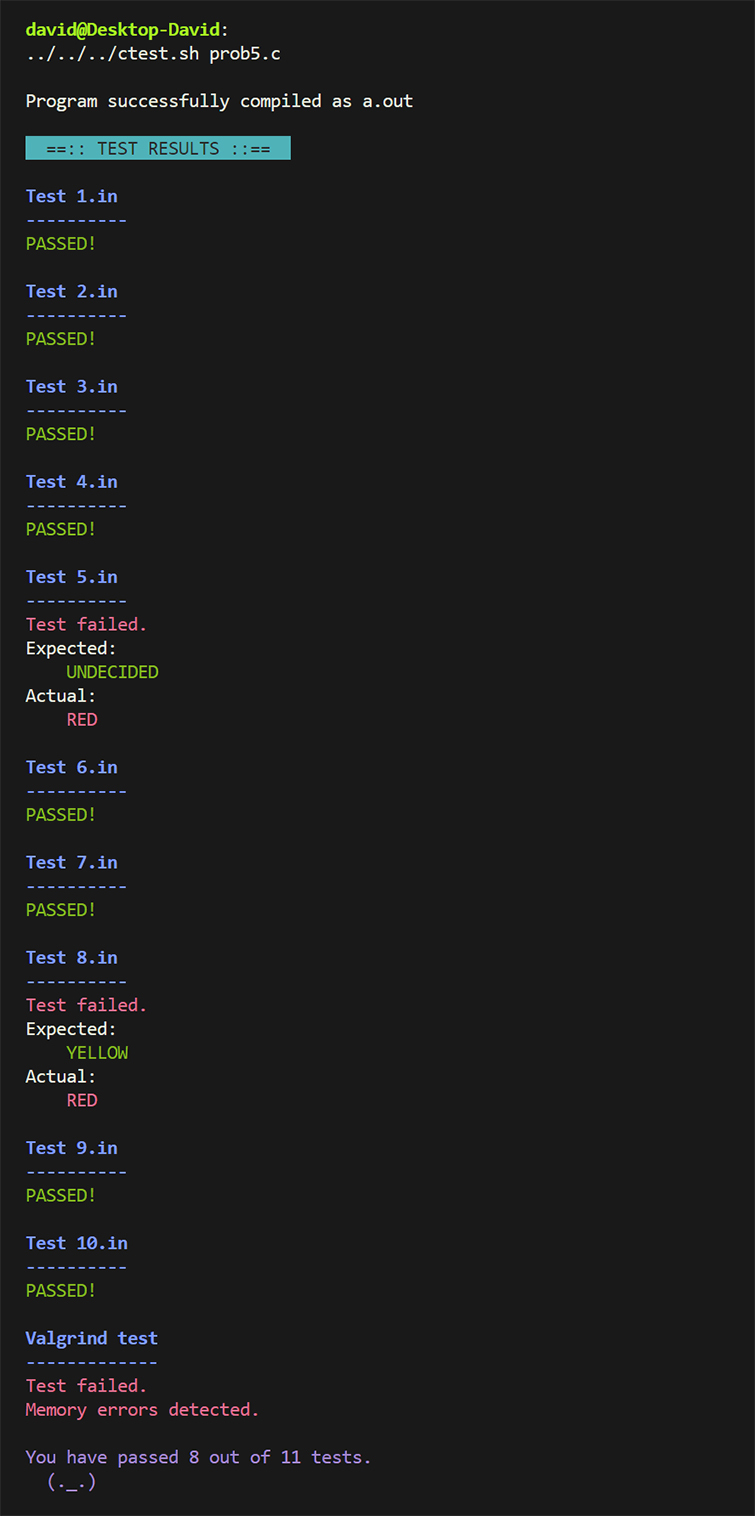 david@Desktop-David:
../../../ctest.sh prob5.c
Program successfully compiled as a.out
==:: TEST RESULTS ::==
Test 1.in
----------
PASSED!
Test 2.in
----------
PASSED!
Test 3.in
----------
PASSED!
Test 4.in
----------
PASSED!
Test 5.in
----------
Test failed.
Expected:
    UNDECIDED
Actual:
    RED
Test 6.in
----------
PASSED!
Test 7.in
----------
PASSED!
Test 8.in
----------
Test failed.
Expected:
    YELLOW
Actual:
    RED
Test 9.in
----------
PASSED!
Test 10.in
----------
PASSED!
Valgrind test
-------------
Test failed.
Memory errors detected.
You have passed 8 out of 11 tests.
  (._.)